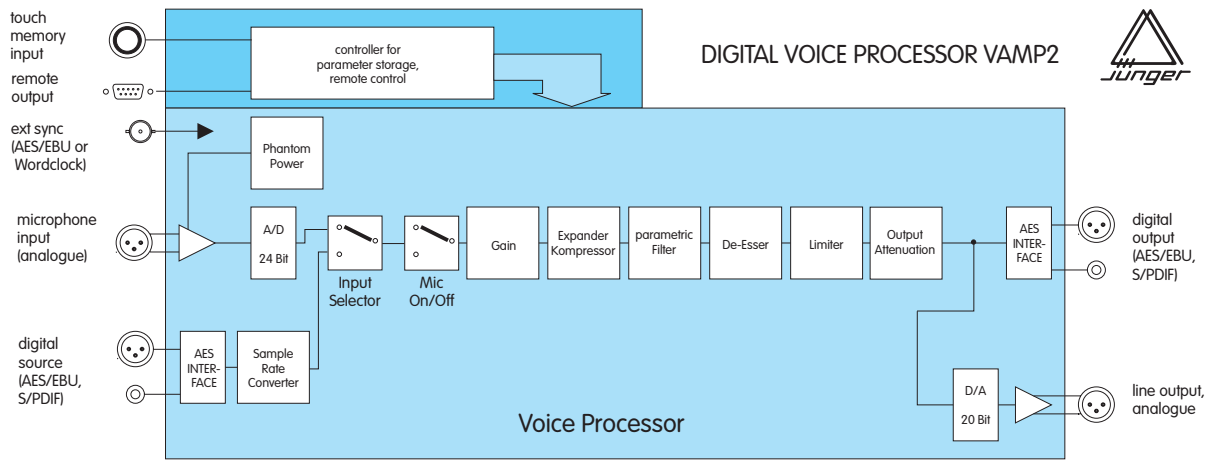 touch
memory
input
controller for
parameter storage,
remote control
DIGITAL VOICE PROCESSOR VAMP2
junger
remote
output
ext sync
(AES/EBU or
Wordclock)
Phantom
Power
microphone
input
(analogue)
A/D
24 Bit
Input
Selector
Mic
On/Off
Gain
Expander
Kompressor
parametric
Filter
De-Esser
Limiter
Output
Attenuation
AES
INTER-
FACE
digital
output
(AES/EBU,
S/PDIF)
digital
source
(AES/EBU,
S/PDIF)
AES
INTER-
FACE
Sample
Rate
Converter
D/A
20 Bit
line output,
analogue
Voice Processor